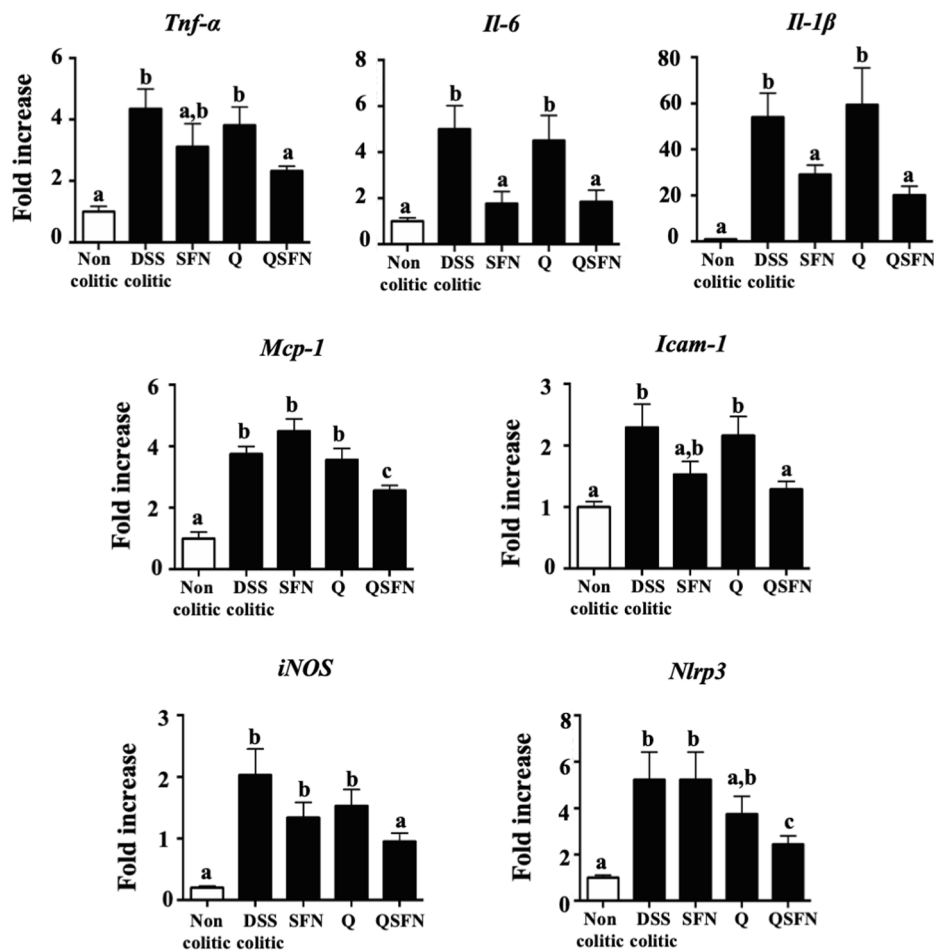 Tnf-α
Fold increase
6
4
2
0
a
b
a,b
b
a
Non colitic
DSS colitic
SFN
Q
QSFN
Il-6
8
6
4
2
0
a
b
a
b
a
Non colitic
DSS colitic
SFN
Q
QSFN
Il-1β
80
60
40
20
0
a
b
a
b
a
Non colitic
DSS colitic
SFN
Q
QSFN
Mcp-1
Fold increase
6
4
2
0
a
b
b
b
c
Non colitic
DSS colitic
SFN
Q
QSFN
Icam-1
Fold increase
3
2
1
0
a
b
a,b
b
a
Non colitic
DSS colitic
SFN
Q
QSFN
iNOS
Fold increase
3
2
1
0
a
b
b
b
a
Non colitic
DSS colitic
SFN
Q
QSFN
Nlrp3
Fold increase
8
6
4
2
0
a
b
b
a,b
c
Non colitic
DSS colitic
SFN
Q
QSFN